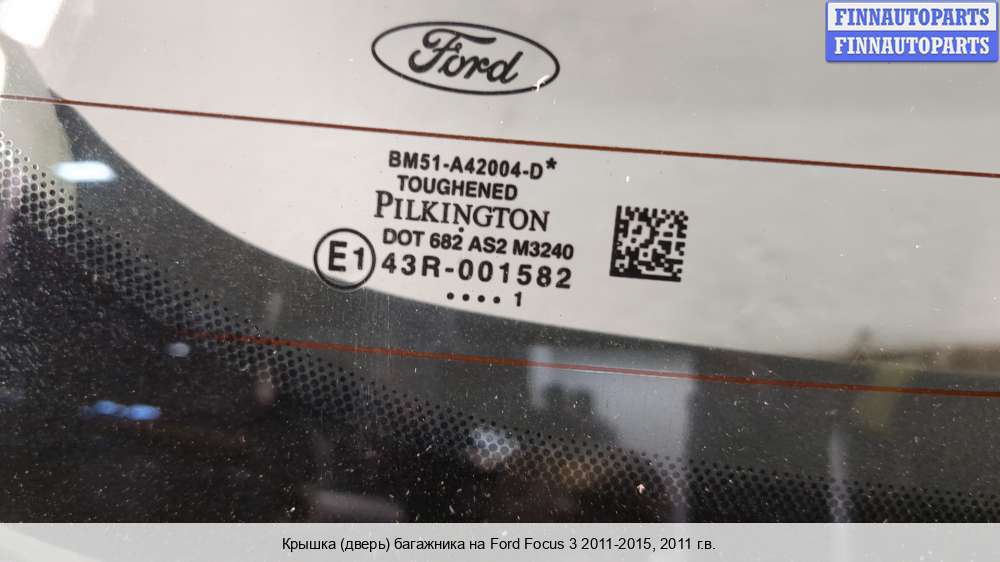 FINNAUTOPARTS
FINNAUTOPARTS
Ford
BM51-A42004-D*
TOUGHENED
PILKINGTON
DOT 682 AS2 M3240
E1
43R-001582
•••• 1
Крышка (дверь) багажника на Ford Focus 3 2011-2015, 2011 г.в.